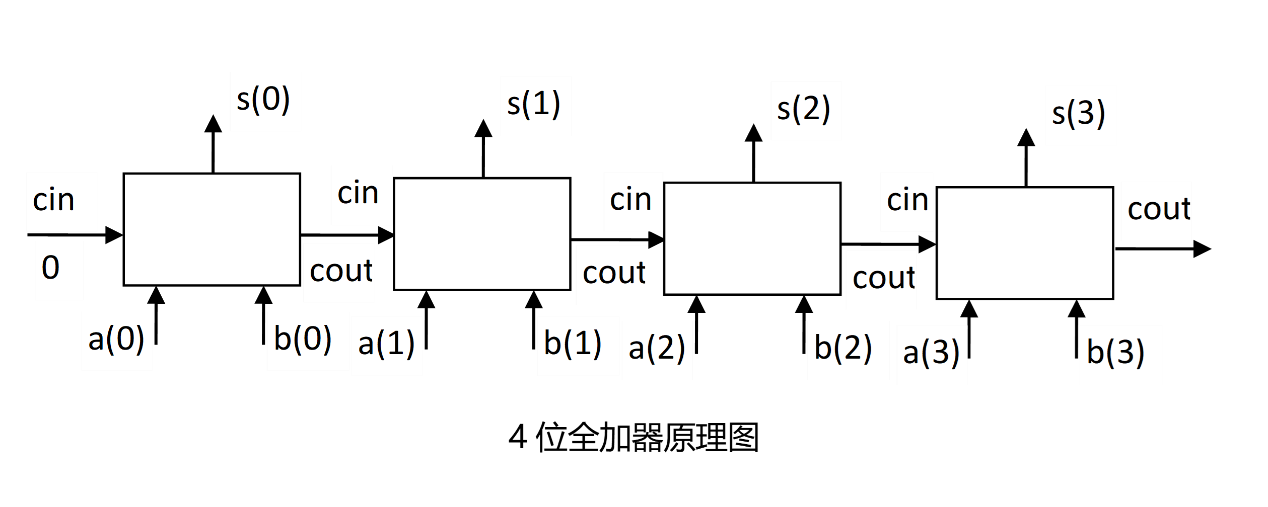 s(0) s(1) s(2) s(3)
cin cin cin cin cout
0 cout cout cout
a(0) b(0) a(1) b(1) a(2) b(2) a(3) b(3)
4 位全加器原理图